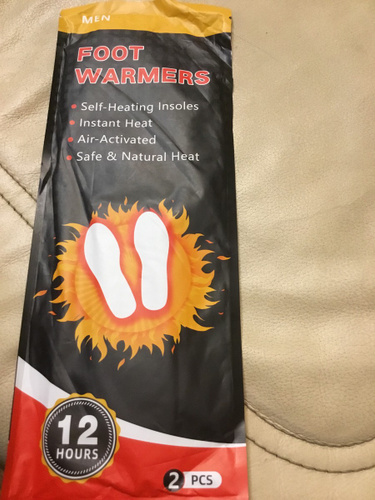 MEN
FOOT
WARMERS
• Self-Heating Insoles
• Instant Heat
• Air-Activated
• Safe & Natural Heat
12
HOURS
2 PCS